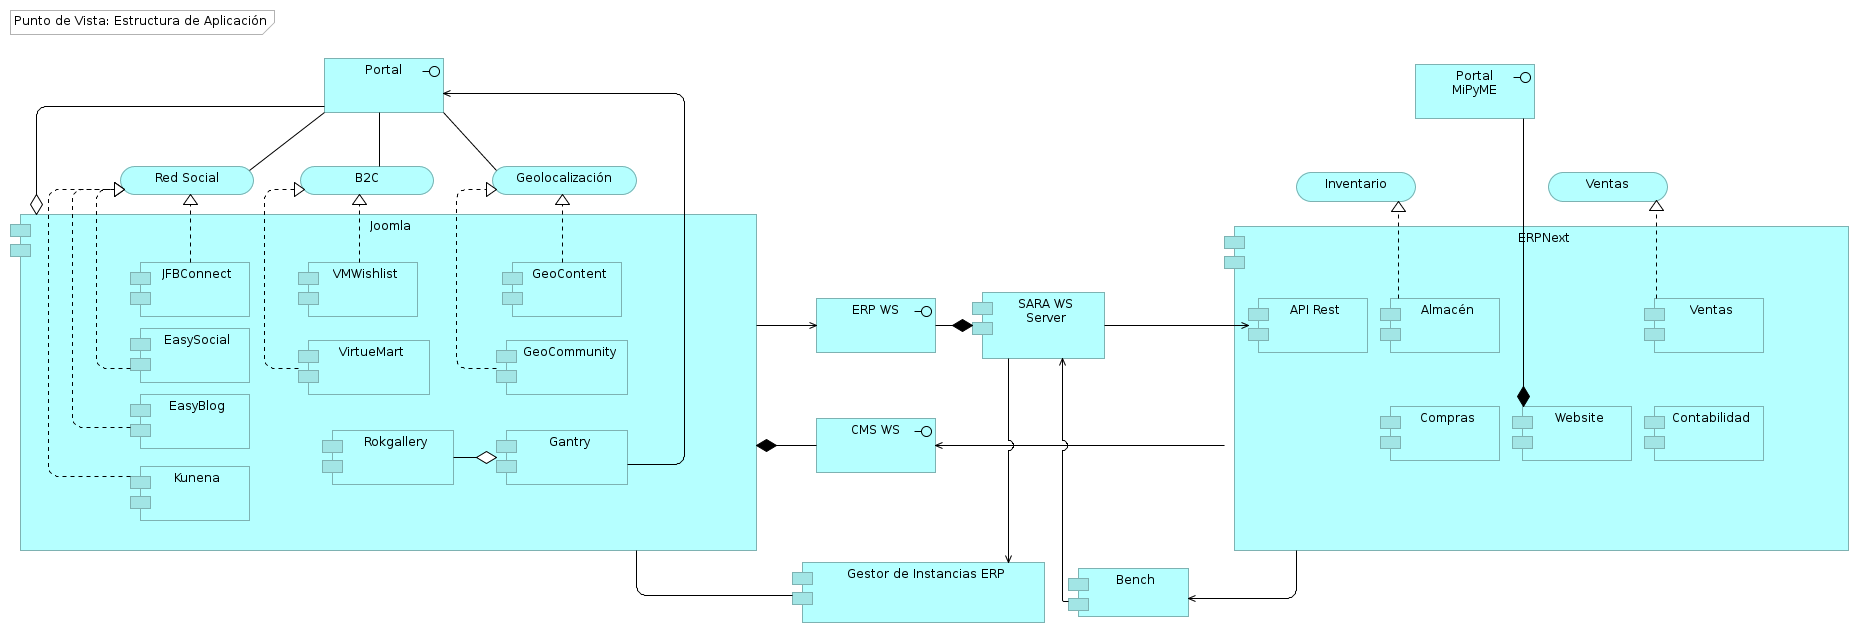 Punto de Vista: Estructura de Aplicación
Portal
Portal
MiPyME
Red Social
B2C
Geolocalización
Inventario
Ventas
Joomla
ERPNext
JFBConnect
VMWishlist
GeoContent
ERP WS
SARA WS
Server
API Rest
Almacén
Ventas
EasySocial
VirtueMart
GeoCommunity
EasyBlog
Rokgallery
Gantry
CMS WS
Compras
Website
Contabilidad
Kunena
Gestor de Instancias ERP
Bench